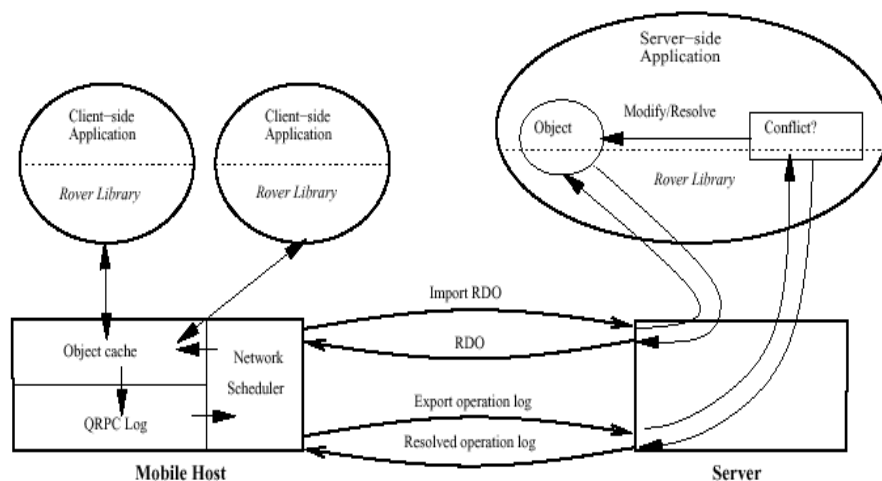 Client-side
Application
Rover Library
Client-side
Application
Rover Library
Server-side
Application
Object
Modify/Resolve
Conflict?
Rover Library
Import RDO
RDO
Object cache
Network
Scheduler
QRPC Log
Export operation log
Resolved operation log
Mobile Host
Server